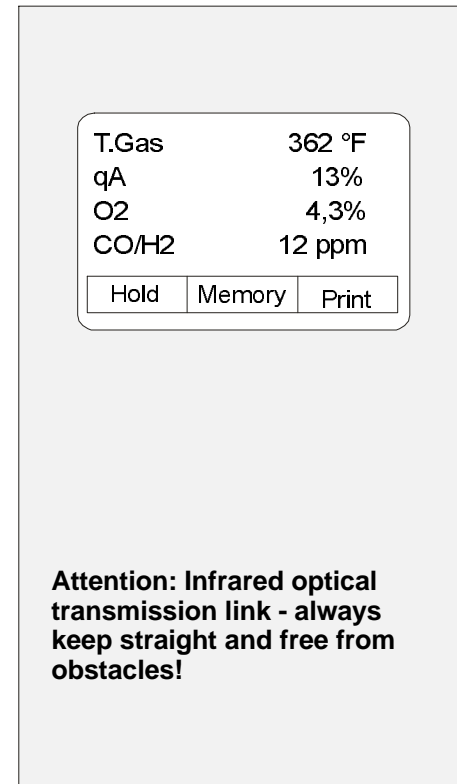 T.Gas 362 °F
qA 13%
O2 4,3%
CO/H2 12 ppm
Hold Memory Print
Attention: Infrared optical
transmission link - always
keep straight and free from
obstacles!